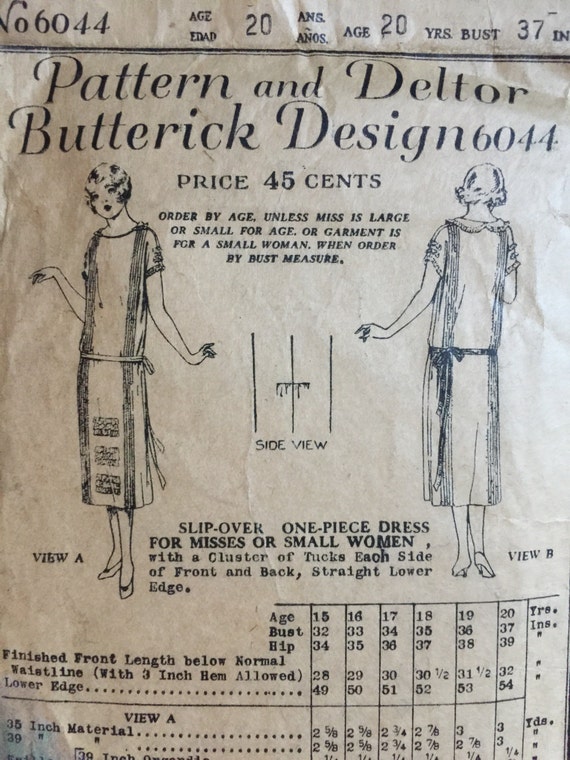 No 6044 AGE 20 ANS. AGE 20 YRS. BUST 37 IN
EDAD AÑOS.
Pattern and Deltor
Butterick Design 6044
PRICE 45 CENTS
ORDER BY AGE. UNLESS MISS IS LARGE
OR SMALL FOR AGE, OR GARMENT IS
FOR A SMALL WOMAN, WHEN ORDER
BY BUST MEASURE.
SIDE VIEW
SLIP-OVER ONE-PIECE DRESS
FOR MISSES OR SMALL WOMEN,
with a Cluster of Tucks Each Side
of Front and Back, Straight Lower
Edge.
VIEW A
VIEW B
Age 15 16 17 18 19 20 Yrs.
Bust 32 33 34 35 36 37 Ins.
Hip 34 35 36 37 38 39 "
Finished Front Length below Normal
Waistline (With 3 Inch Hem Allowed) 28 29 30 30 1/2 31 1/2 32 "
Lower Edge 49 50 51 52 53 54 "
VIEW A Yds.
35 Inch Material 2 5/8 2 5/8 2 3/4 2 7/8 3 3 "
39 " " 2 5/8 2 5/8 2 3/4 2 7/8
39 Inch